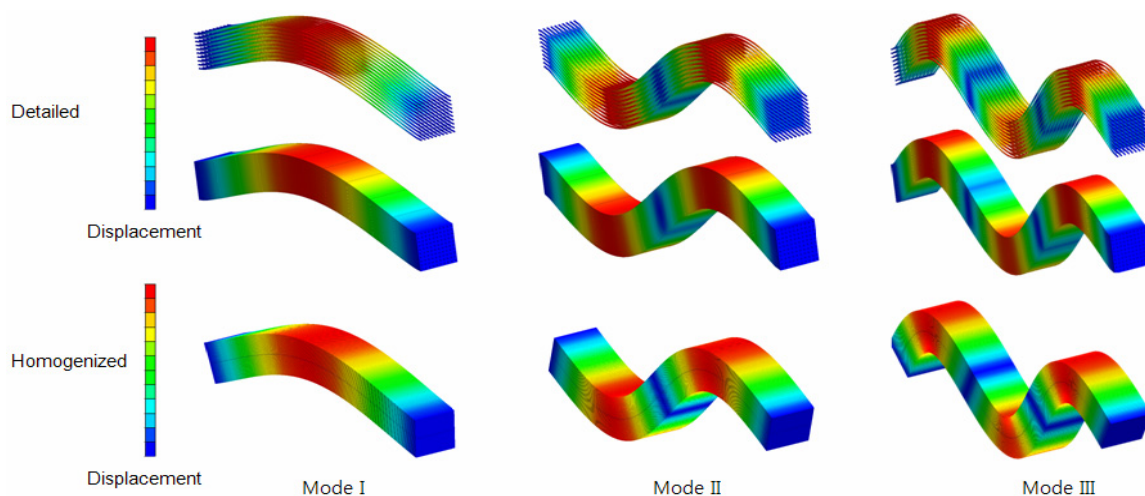 Detailed
Displacement
Homogenized
Displacement
Mode Ⅰ
Mode Ⅱ
Mode Ⅲ